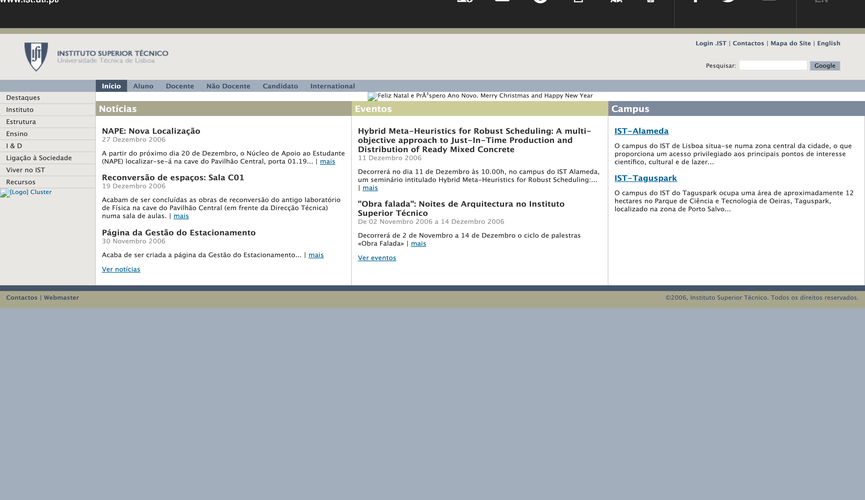 www.ist.utl.pt/
EN
INSTITUTO SUPERIOR TÉCNICO
Universidade Técnica de Lisboa
Login .IST | Contactos | Mapa do Site | English
Pesquisar:
Google
Início Aluno Docente Não Docente Candidato International
Destaques
Instituto
Estrutura
Ensino
I & D
Ligação à Sociedade
Viver no IST
Recursos
[Logo] Cluster
Feliz Natal e PrÃ³spero Ano Novo. Merry Christmas and Happy New Year
Notícias
NAPE: Nova Localização
27 Dezembro 2006
A partir do próximo dia 20 de Dezembro, o Núcleo de Apoio ao Estudante
(NAPE) localizar-se-á na cave do Pavilhão Central, porta 01.19... | mais
Reconversão de espaços: Sala C01
19 Dezembro 2006
Acabam de ser concluídas as obras de reconversão do antigo laboratório
de Física na cave do Pavilhão Central (em frente da Direcção Técnica)
numa sala de aulas. | mais
Página da Gestão do Estacionamento
30 Novembro 2006
Acaba de ser criada a página da Gestão do Estacionamento... | mais
Ver notícias
Eventos
Hybrid Meta-Heuristics for Robust Scheduling: A multi-
objective approach to Just-In-Time Production and
Distribution of Ready Mixed Concrete
11 Dezembro 2006
Decorrerá no dia 11 de Dezembro às 10.00h, no campus do IST Alameda,
um seminário intitulado Hybrid Meta-Heuristics for Robust Scheduling:...
| mais
"Obra falada": Noites de Arquitectura no Instituto
Superior Técnico
De 02 Novembro 2006 a 14 Dezembro 2006
Decorrerá de 2 de Novembro a 14 de Dezembro o ciclo de palestras
«Obra Falada» | mais
Ver eventos
Campus
IST-Alameda
O campus do IST de Lisboa situa-se numa zona central da cidade, o que
proporciona um acesso privilegiado aos principais pontos de interesse
científico, cultural e de lazer...
IST-Taguspark
O campus do IST do Taguspark ocupa uma área de aproximadamente 12
hectares no Parque de Ciência e Tecnologia de Oeiras, Taguspark,
localizado na zona de Porto Salvo...
Contactos | Webmaster
©2006, Instituto Superior Técnico. Todos os direitos reservados.